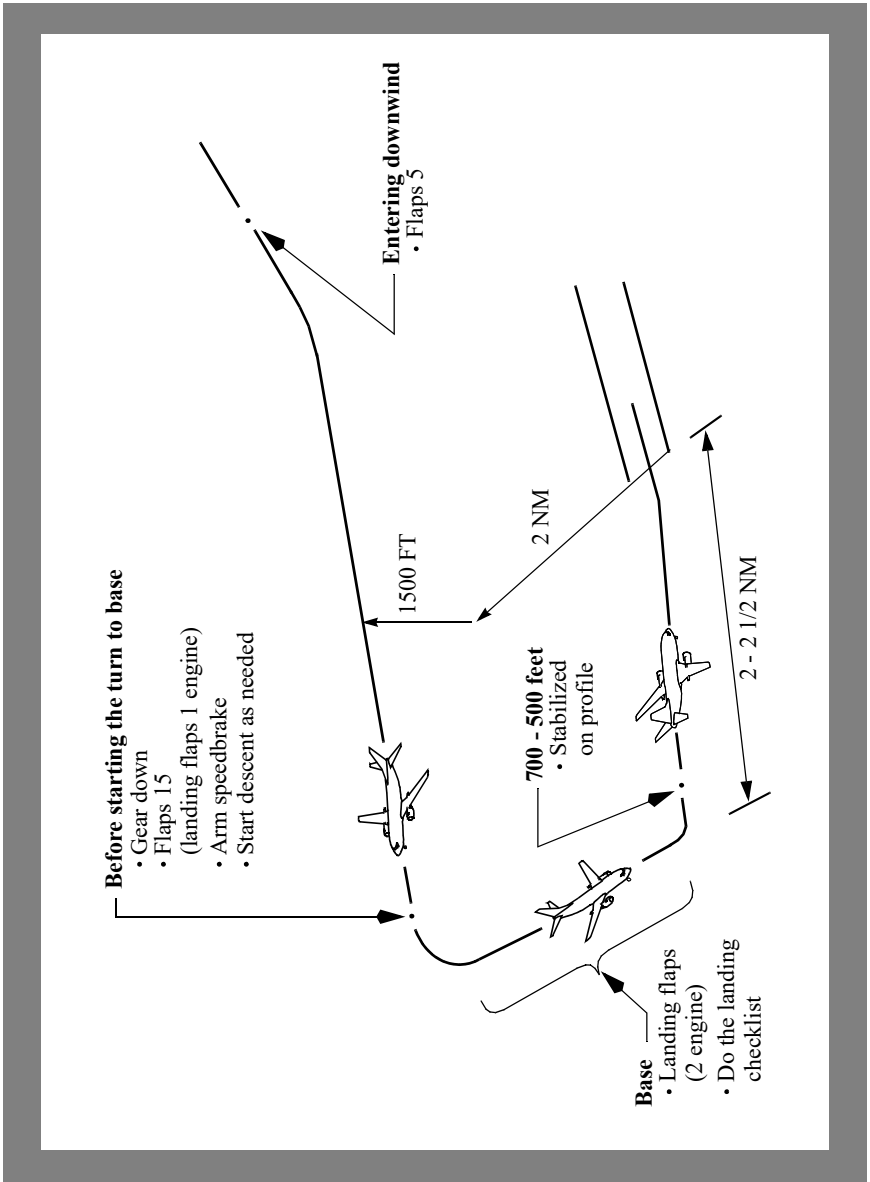 Before starting the turn to base
• Gear down
• Flaps 15
(landing flaps 1 engine)
• Arm speedbrake
• Start descent as needed
Entering downwind
• Flaps 5
1500 FT
2 NM
700 - 500 feet
• Stabilized
on profile
2 - 2 1/2 NM
Base
• Landing flaps
(2 engine)
• Do the landing
checklist